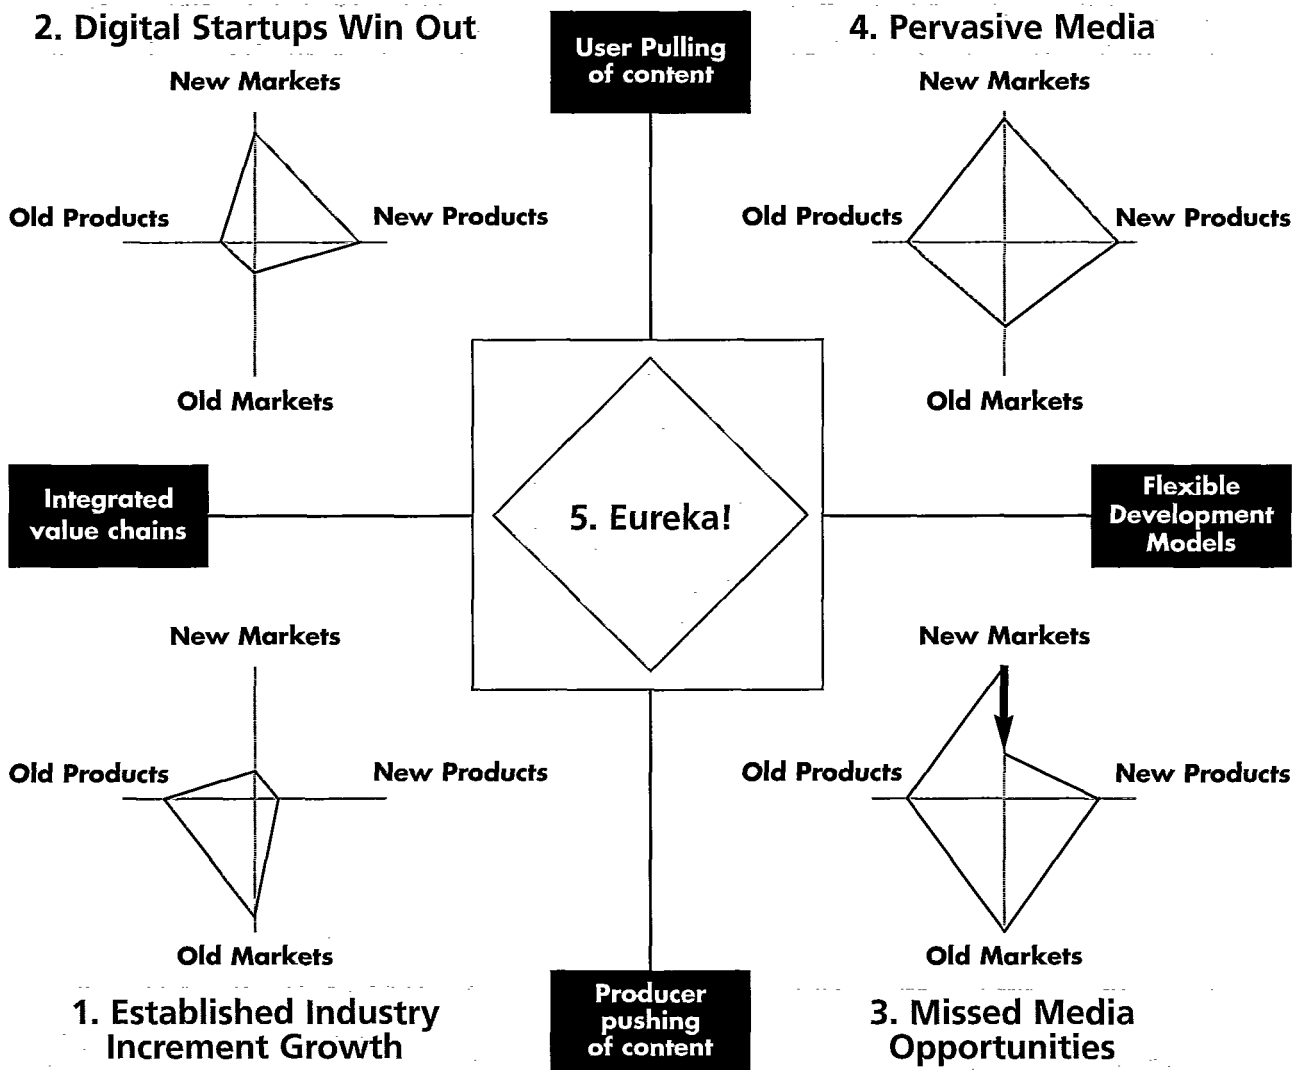 2. Digital Startups Win Out
New Markets
Old Products
New Products
Old Markets
User Pulling
of content
4. Pervasive Media
New Markets
Old Products
New Products
Old Markets
Integrated
value chains
5. Eureka!
Flexible
Development
Models
New Markets
Old Products
New Products
Old Markets
1. Established Industry
Increment Growth
Producer
pushing
of content
New Markets
Old Products
New Products
Old Markets
3. Missed Media
Opportunities